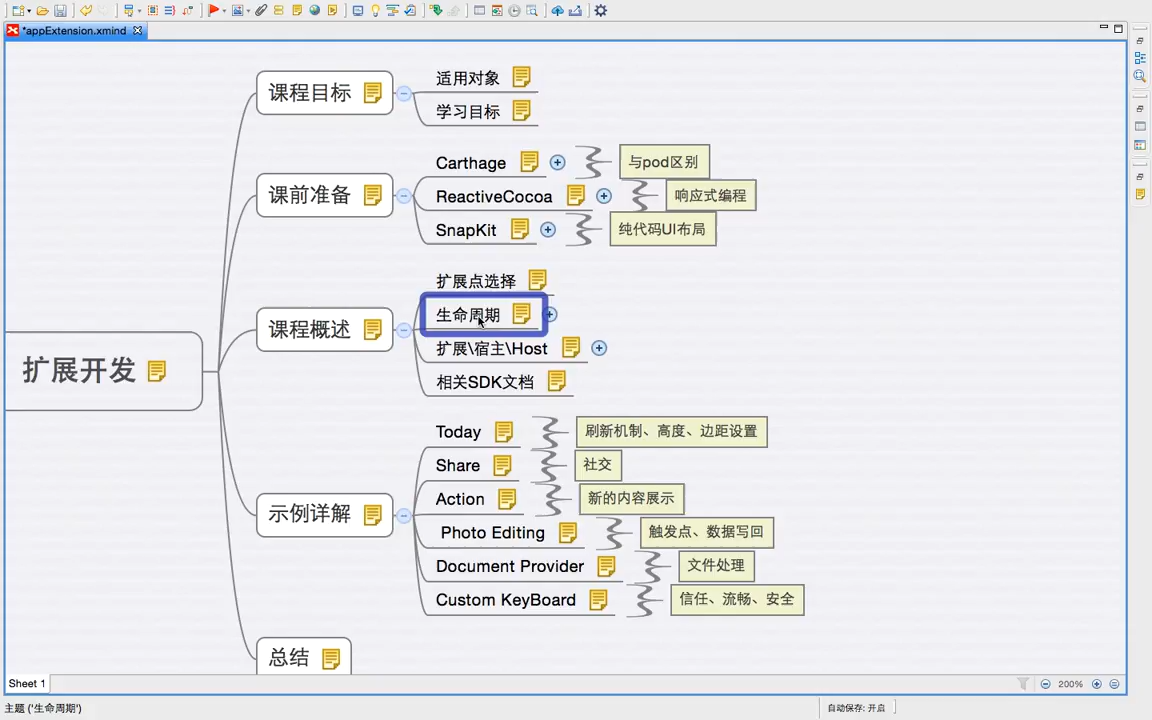 *appExtension.xmind
课程目标
适用对象
学习目标
课前准备
Carthage
与pod区别
ReactiveCocoa
响应式编程
SnapKit
纯代码UI布局
扩展开发
课程概述
扩展点选择
生命周期
扩展\宿主\Host
相关SDK文档
示例详解
Today
刷新机制、高度、边距设置
Share
社交
Action
新的内容展示
Photo Editing
触发点、数据写回
Document Provider
文件处理
Custom KeyBoard
信任、流畅、安全
总结
Sheet 1
200%
主题 ('生命周期')
自动保存: 开启